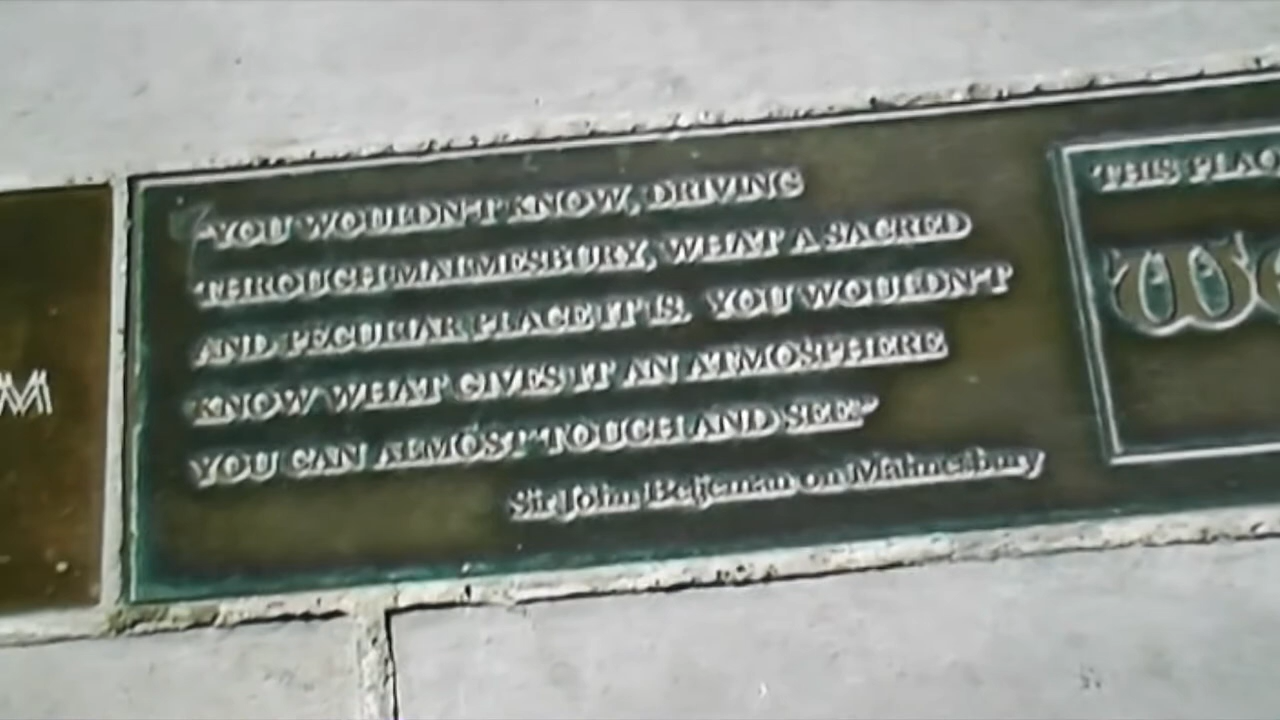 "YOU WOULDN'T KNOW, DRIVING
THROUGH MALMESBURY, WHAT A SACRED
AND PECULIAR PLACE IT IS. YOU WOULDN'T
KNOW WHAT GIVES IT AN ATMOSPHERE
YOU CAN ALMOST TOUCH AND SEE"
Sir John Betjeman on Malmesbury
THIS